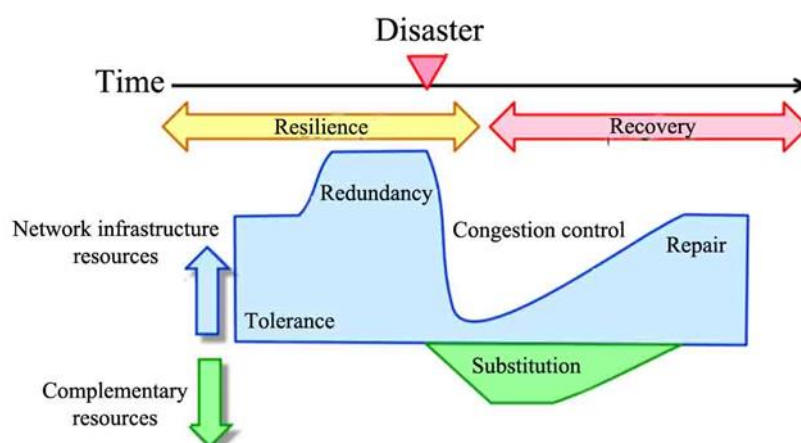 Disaster
Time
Resilience
Recovery
Redundancy
Network infrastructure
resources
Congestion control
Repair
Tolerance
Substitution
Complementary
resources